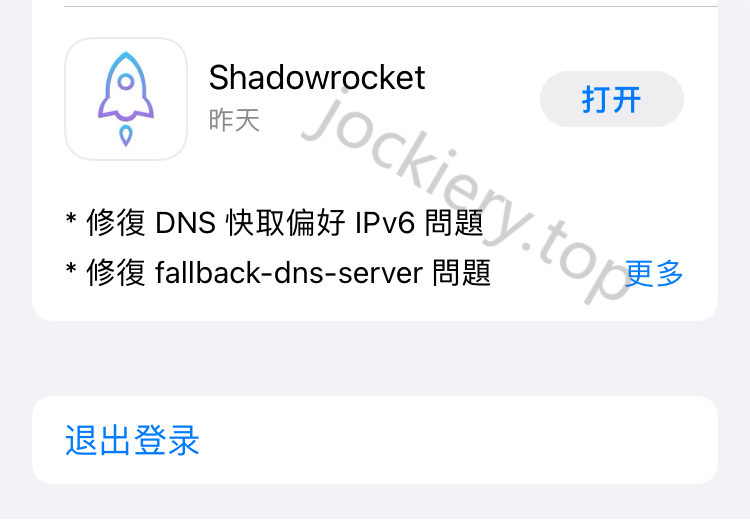 Shadowrocket
昨天
打开
* 修復 DNS 快取偏好 IPv6 問題
* 修復 fallback-dns-server 問題
更多
退出登录
jockiery.top